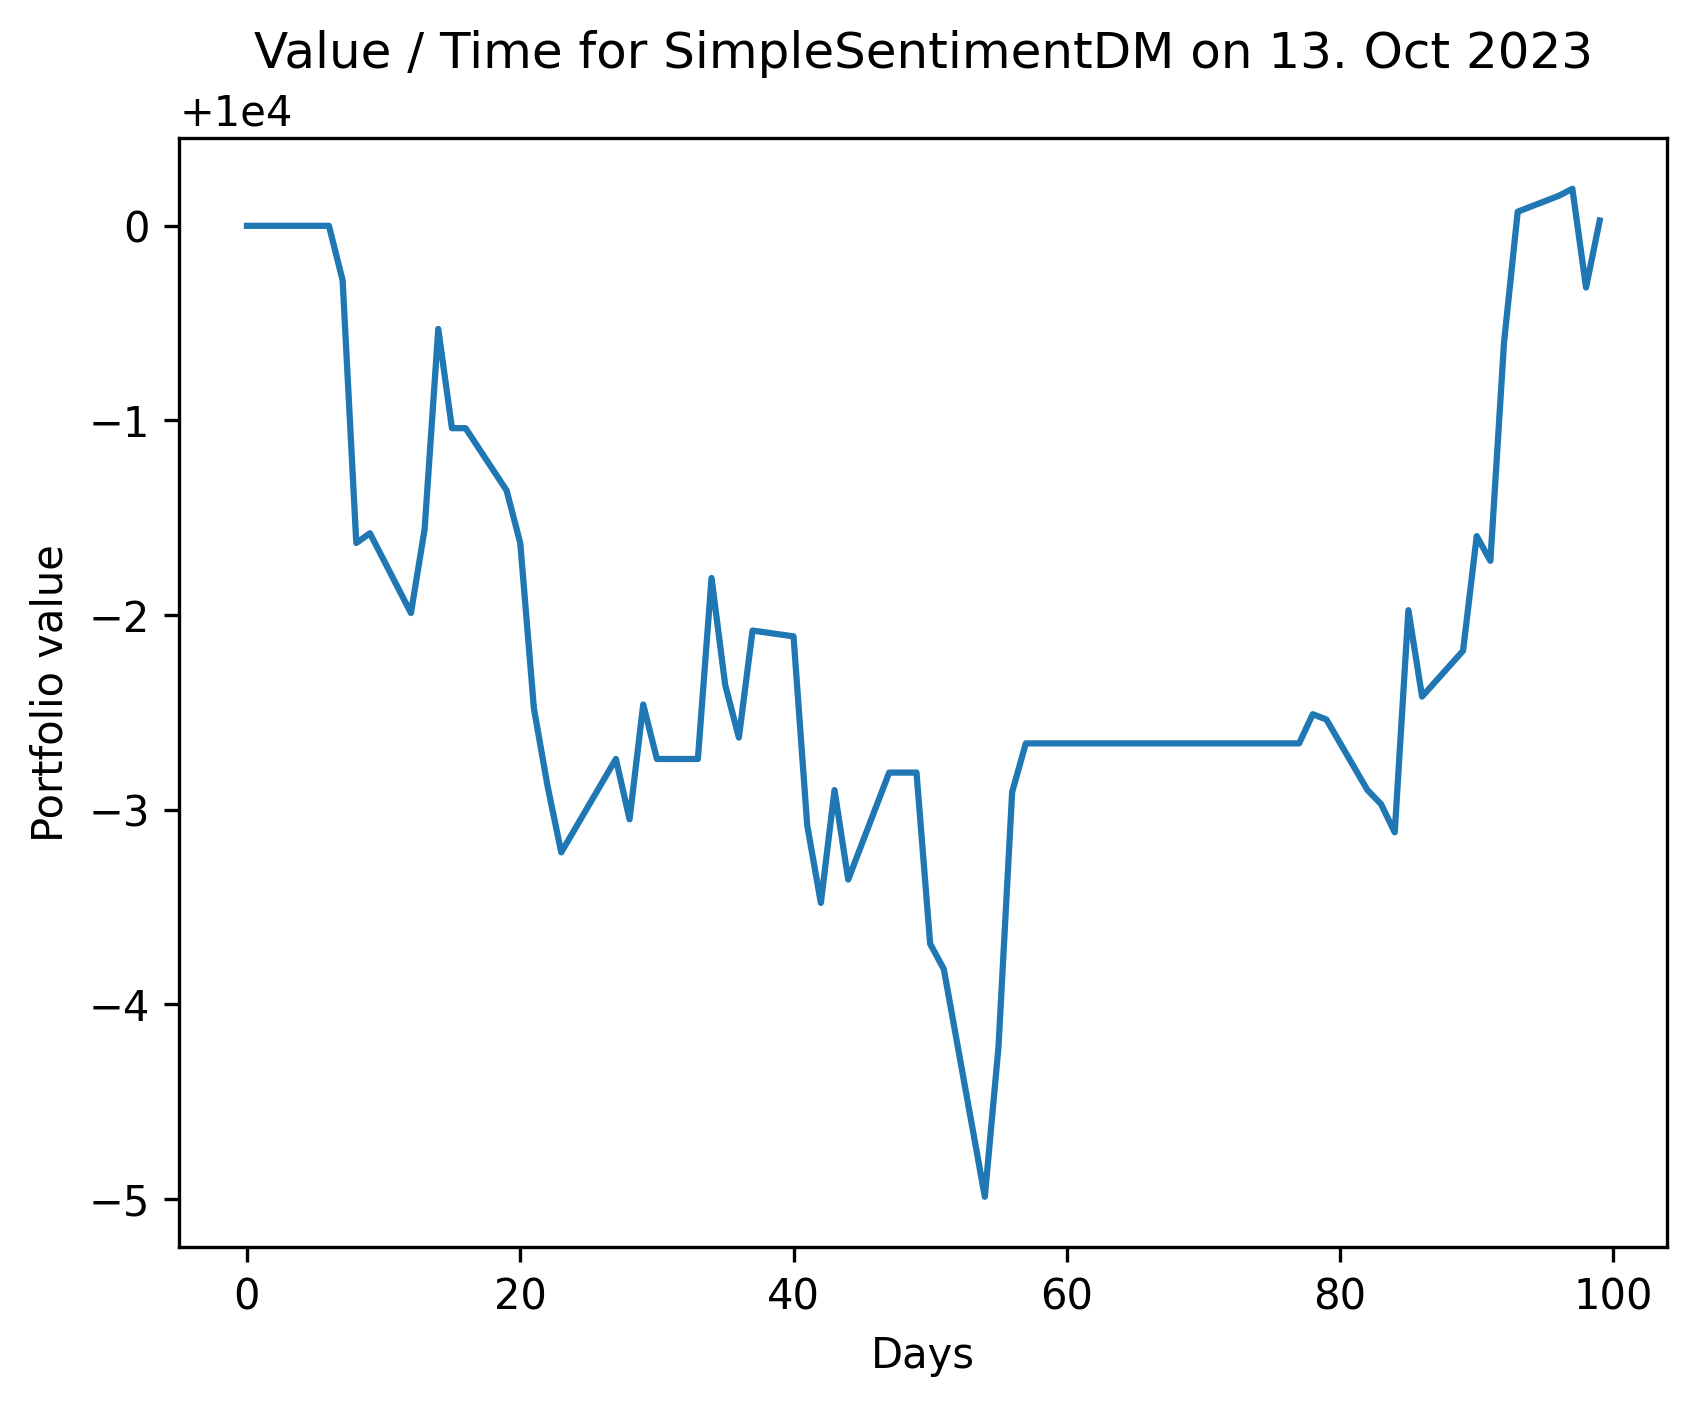 Value / Time for SimpleSentimentDM on 13. Oct 2023
+1e4
0
−1
−2
−3
−4
−5
Portfolio value
0 20 40 60 80 100
Days